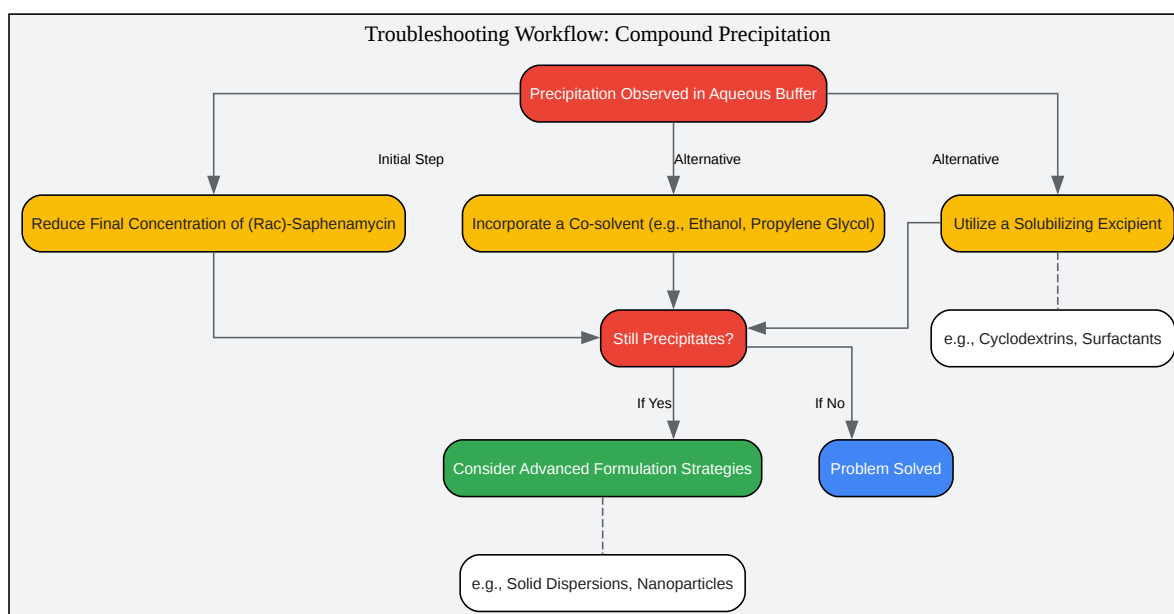 Troubleshooting Workflow: Compound Precipitation
Precipitation Observed in Aqueous Buffer
Initial Step
Alternative
Alternative
Reduce Final Concentration of (Rac)-Saphenamycin
Incorporate a Co-solvent (e.g., Ethanol, Propylene Glycol)
Utilize a Solubilizing Excipient
Still Precipitates?
e.g., Cyclodextrins, Surfactants
If Yes
If No
Consider Advanced Formulation Strategies
Problem Solved
e.g., Solid Dispersions, Nanoparticles